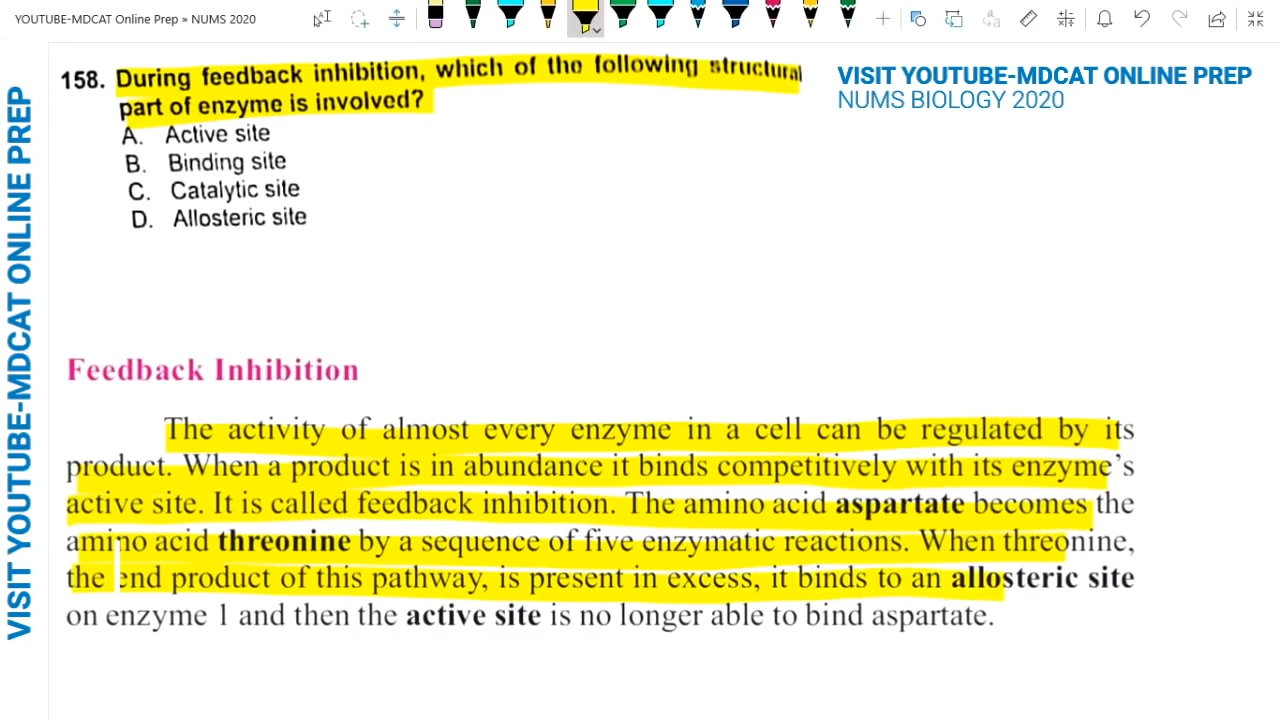 YOUTUBE-MDCAT Online Prep » NUMS 2020
VISIT YOUTUBE-MDCAT ONLINE PREP
158. During feedback inhibition, which of the following structural
part of enzyme is involved?
A. Active site
B. Binding site
C. Catalytic site
D. Allosteric site
VISIT YOUTUBE-MDCAT ONLINE PREP
NUMS BIOLOGY 2020
Feedback Inhibition
The activity of almost every enzyme in a cell can be regulated by its
product. When a product is in abundance it binds competitively with its enzyme's
active site. It is called feedback inhibition. The amino acid aspartate becomes the
amino acid threonine by a sequence of five enzymatic reactions. When threonine,
the end product of this pathway, is present in excess, it binds to an allosteric site
on enzyme 1 and then the active site is no longer able to bind aspartate.